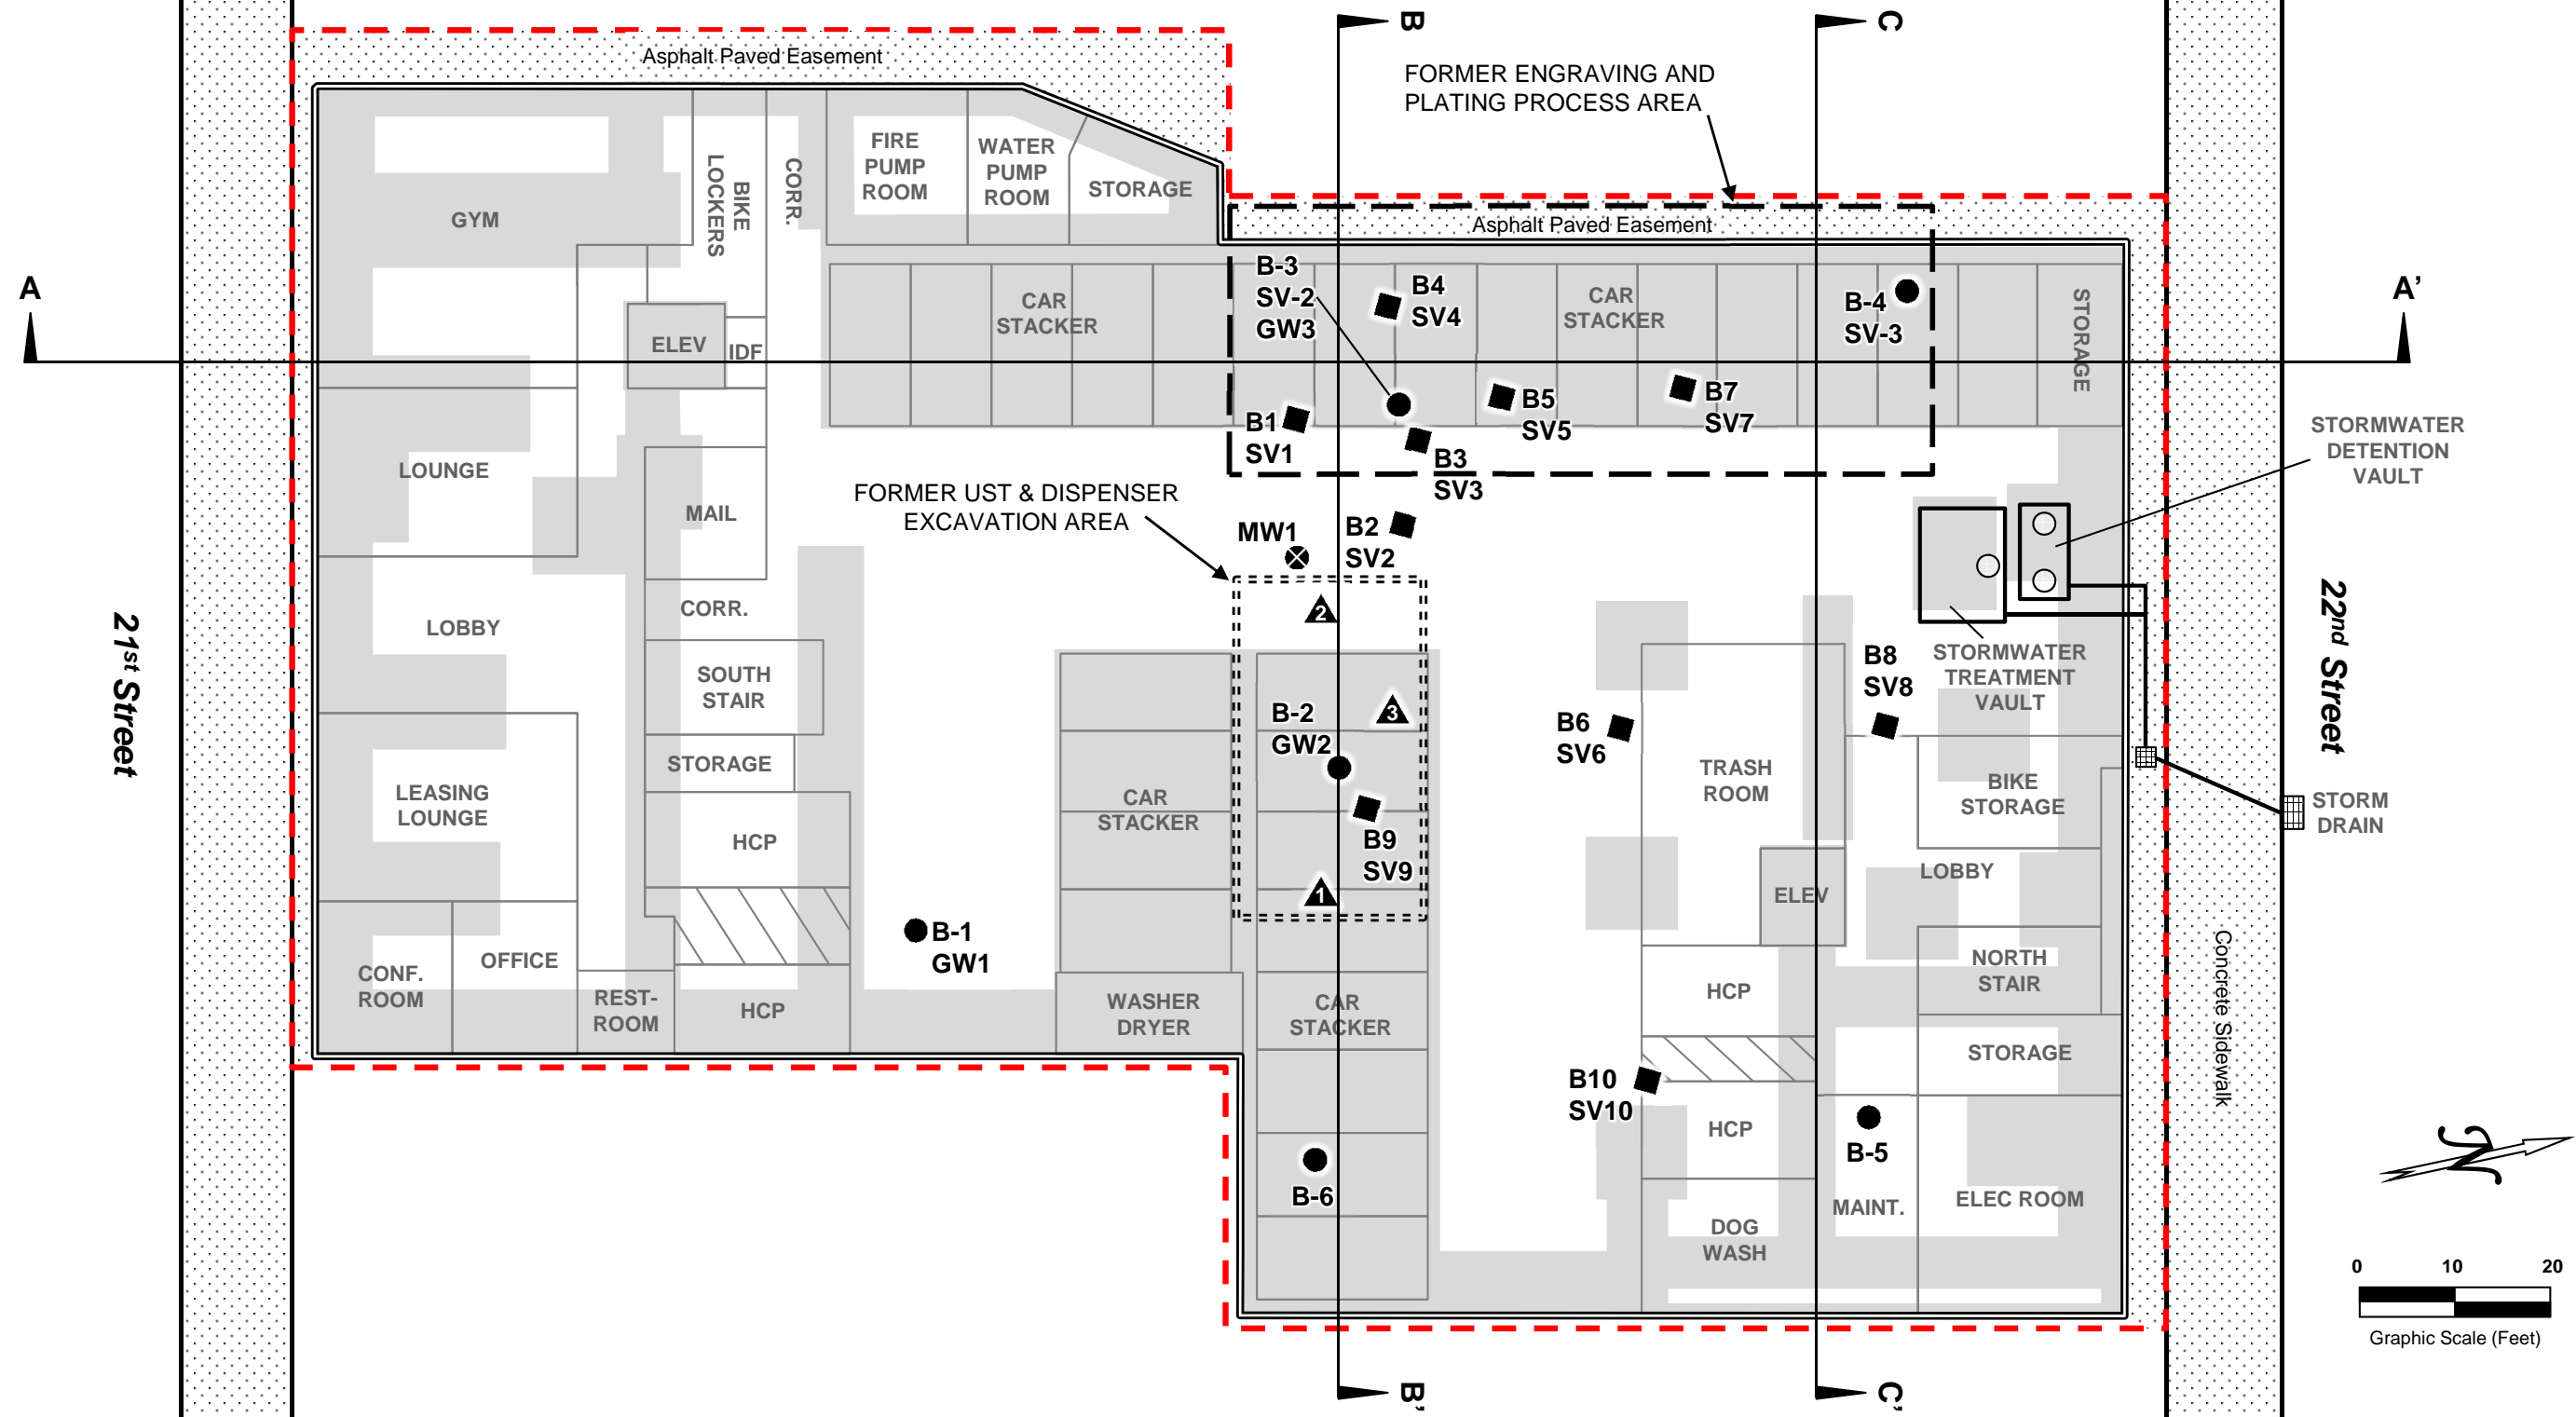 B
C
Asphalt Paved Easement
FORMER ENGRAVING AND
PLATING PROCESS AREA
FIRE
PUMP
ROOM
WATER
PUMP
ROOM
STORAGE
BIKE
LOCKERS
CORR.
GYM
Asphalt Paved Easement
A
A’
B-3
SV-2
GW3
B4
SV4
CAR
STACKER
CAR
STACKER
B-4
SV-3
STORAGE
ELEV
IDF
B1
SV1
B5
SV5
B7
SV7
B3
SV3
STORMWATER
DETENTION
VAULT
LOUNGE
MAIL
FORMER UST & DISPENSER
EXCAVATION AREA
MW1
B2
SV2
2
CORR.
LOBBY
21st Street
22nd Street
SOUTH
STAIR
STORMWATER
TREATMENT
VAULT
B8
SV8
3
B-2
GW2
B6
SV6
STORAGE
TRASH
ROOM
BIKE
STORAGE
LEASING
LOUNGE
CAR
STACKER
STORM
DRAIN
HCP
B9
SV9
LOBBY
1
ELEV
B-1
GW1
OFFICE
CONF.
ROOM
REST-
ROOM
HCP
WASHER
DRYER
CAR
STACKER
HCP
NORTH
STAIR
Concrete Sidewalk
STORAGE
B10
SV10
HCP
B-5
B-6
MAINT.
ELEC ROOM
DOG
WASH
N
0 10 20
Graphic Scale (Feet)
B'
C'